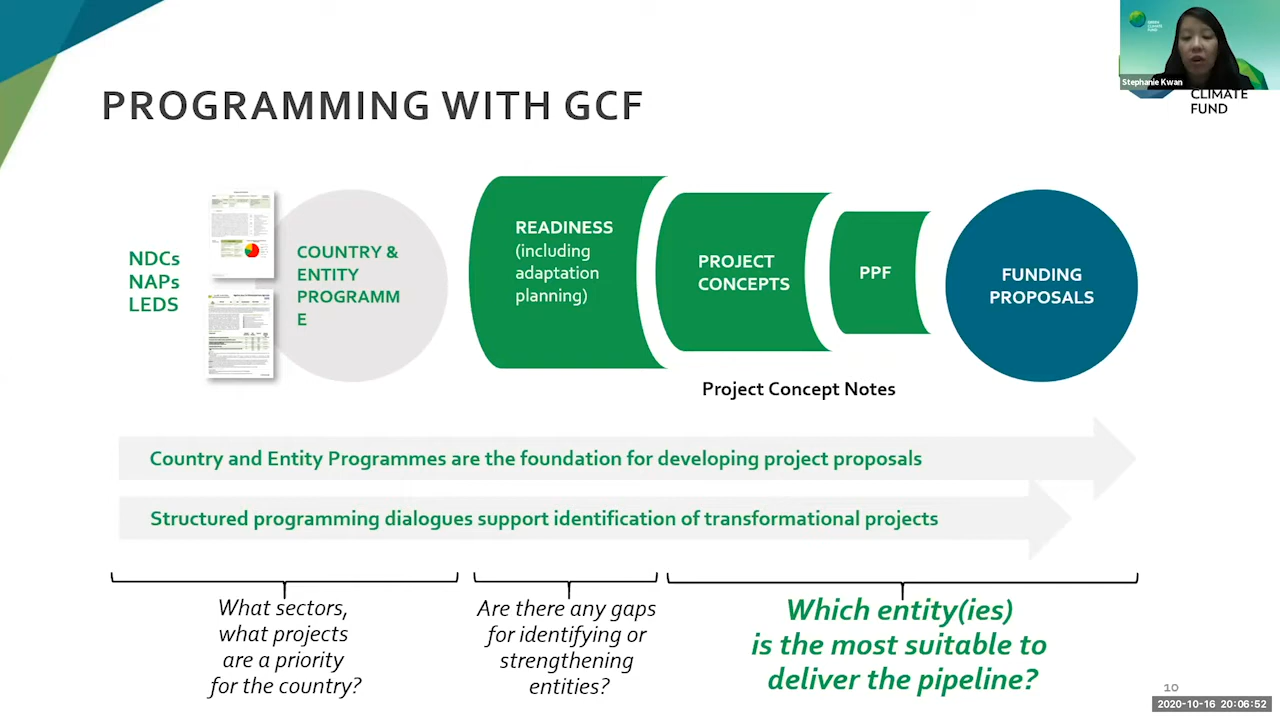 Stephanie Kwan
CLIMATE
FUND
PROGRAMMING WITH GCF
NDCs
NAPs
LEDS
COUNTRY &
ENTITY
PROGRAMM
E
READINESS
(including
adaptation
planning)
PROJECT
CONCEPTS
PPF
FUNDING
PROPOSALS
Project Concept Notes
Country and Entity Programmes are the foundation for developing project proposals
Structured programming dialogues support identification of transformational projects
What sectors,
what projects
are a priority
for the country?
Are there any gaps
for identifying or
strengthening
entities?
Which entity(ies)
is the most suitable to
deliver the pipeline?
10
2020-10-16 20:06:52